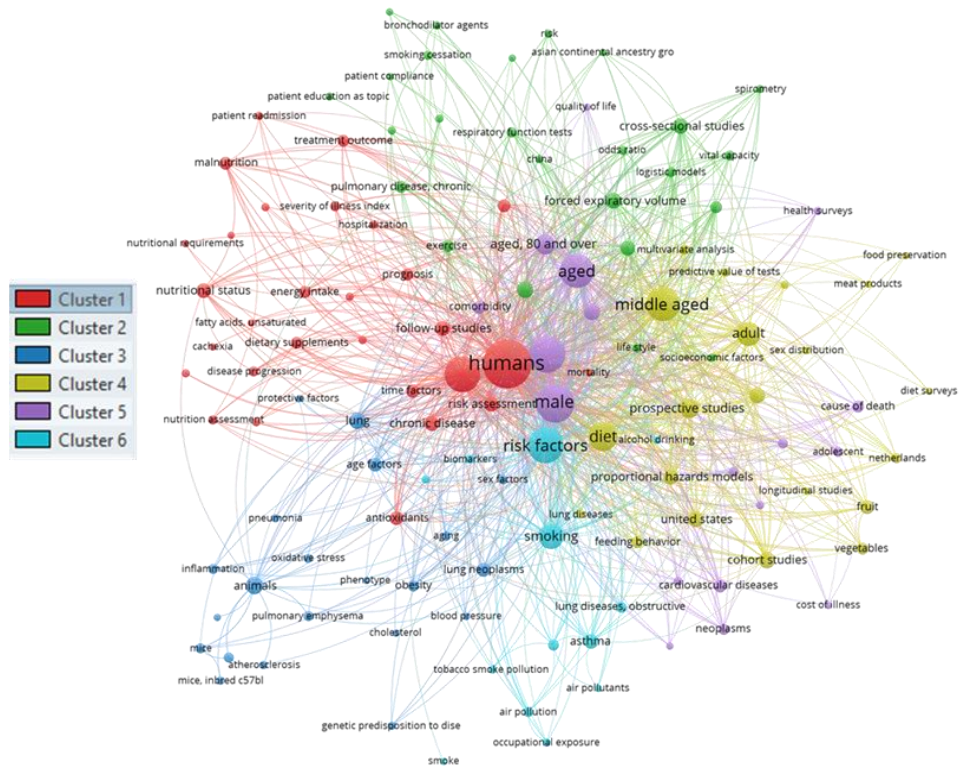 bronchodilator agents
risk
smoking cessation
asian continental ancestry gro
patient compliance
spirometry
patient education as topic
quality of life
patient readmission
cross-sectional studies
respiratory function tests
treatment outcome
odds ratio
china
vital capacity
malnutrition
logistic models
pulmonary disease, chronic
forced expiratory volume
severity of illness index
health surveys
hospitalization
nutritional requirements
exercise
aged, 80 and over
multivariate analysis
food preservation
prognosis
aged
predictive value of tests
meat products
nutritional status
energy intake
comorbidity
middle aged
Cluster 1
Cluster 2
Cluster 3
Cluster 4
Cluster 5
Cluster 6
fatty acids, unsaturated
follow-up studies
adult
cachexia
dietary supplements
life style
sex distribution
socioeconomic factors
humans
disease progression
mortality
time factors
protective factors
diet surveys
risk assessment
male
prospective studies
cause of death
nutrition assessment
lung
chronic disease
diet
alcohol drinking
risk factors
adolescent
age factors
biomarkers
netherlands
sex factors
proportional hazards models
longitudinal studies
pneumonia
antioxidants
lung diseases
united states
fruit
aging
smoking
feeding behavior
vegetables
oxidative stress
cohort studies
inflammation
lung neoplasms
animals
phenotype
obesity
cardiovascular diseases
pulmonary emphysema
blood pressure
lung diseases, obstructive
cost of illness
cholesterol
neoplasms
asthma
mice
atherosclerosis
tobacco smoke pollution
mice, inbred c57bl
air pollutants
air pollution
genetic predisposition to dise
occupational exposure
smoke